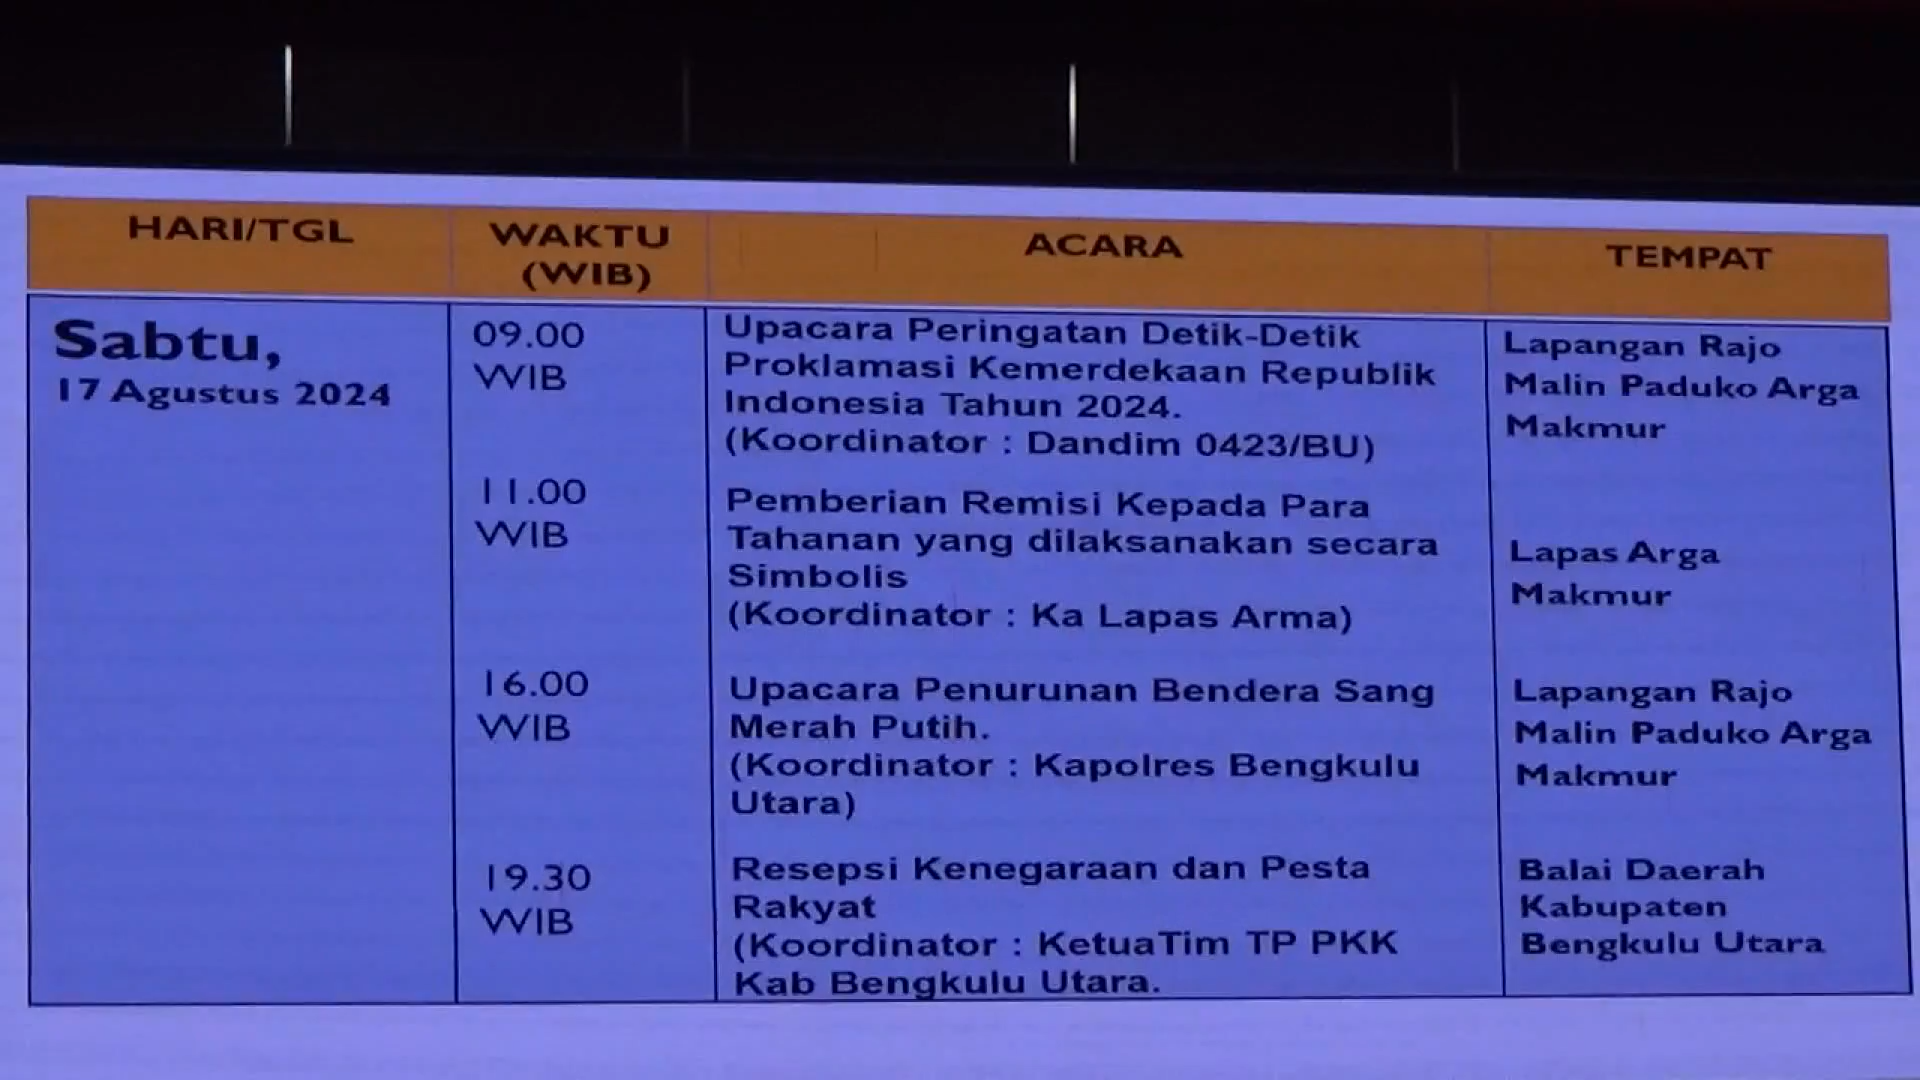 HARI/TGL
WAKTU
(WIB)
ACARA
TEMPAT
Sabtu,
17 Agustus 2024
09.00
WIB
Upacara Peringatan Detik-Detik
Proklamasi Kemerdekaan Republik
Indonesia Tahun 2024.
(Koordinator : Dandim 0423/BU)
Lapangan Rajo
Malin Paduko Arga
Makmur
11.00
WIB
Pemberian Remisi Kepada Para
Tahanan yang dilaksanakan secara
Simbolis
(Koordinator : Ka Lapas Arma)
Lapas Arga
Makmur
16.00
WIB
Upacara Penurunan Bendera Sang
Merah Putih.
(Koordinator : Kapolres Bengkulu
Utara)
Lapangan Rajo
Malin Paduko Arga
Makmur
19.30
WIB
Resepsi Kenegaraan dan Pesta
Rakyat
(Koordinator : KetuaTim TP PKK
Kab Bengkulu Utara.
Balai Daerah
Kabupaten
Bengkulu Utara